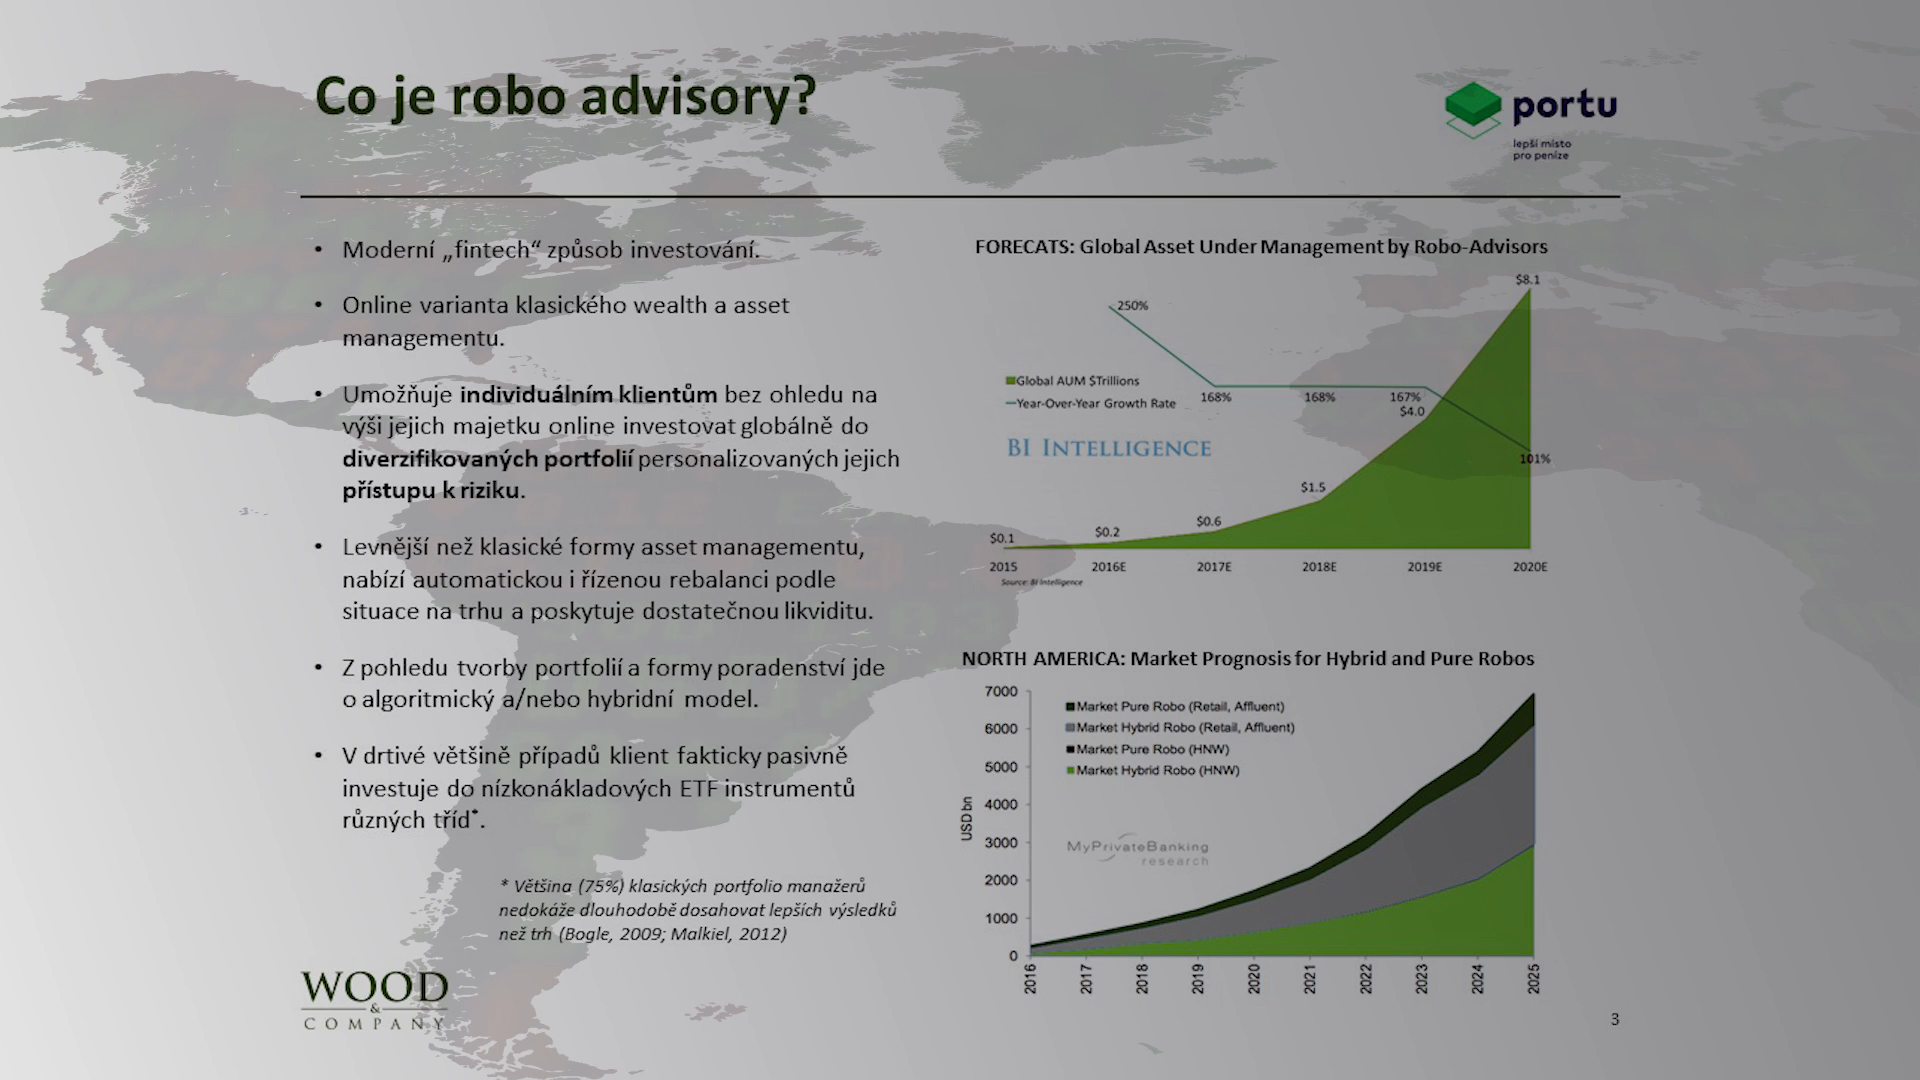 Co je robo advisory?
portu
lepší místo
pro peníze
• Moderní „fintech“ způsob investování.
• Online varianta klasického wealth a asset
managementu.
• Umožňuje individuálním klientům bez ohledu na
výši jejich majetku online investovat globálně do
diverzifikovaných portfolií personalizovaných jejich
přístupu k riziku.
• Levnější než klasické formy asset managementu,
nabízí automatickou i řízenou rebalanci podle
situace na trhu a poskytuje dostatečnou likviditu.
• Z pohledu tvorby portfolií a formy poradenství jde
o algoritmický a/nebo hybridní model.
• V drtivé většině případů klient fakticky pasivně
investuje do nízkonákladových ETF instrumentů
různých tříd*.
* Většina (75%) klasických portfolio manažerů
nedokáže dlouhodobě dosahovat lepších výsledků
než trh (Bogle, 2009; Malkiel, 2012)
WOOD
&
COMPANY
FORECATS: Global Asset Under Management by Robo-Advisors
$8.1
250%
Global AUM $Trillions
Year-Over-Year Growth Rate
168% 168% 167%
$4.0
BI INTELLIGENCE
101%
$1.5
$0.6
$0.2
$0.1
2015 2016E 2017E 2018E 2019E 2020E
Source: BI Intelligence
NORTH AMERICA: Market Prognosis for Hybrid and Pure Robos
7000
6000
5000
4000
3000
2000
1000
0
USD bn
Market Pure Robo (Retail, Affluent)
Market Hybrid Robo (Retail, Affluent)
Market Pure Robo (HNW)
Market Hybrid Robo (HNW)
MyPrivateBanking
research
2016 2017 2018 2019 2020 2021 2022 2023 2024 2025
3